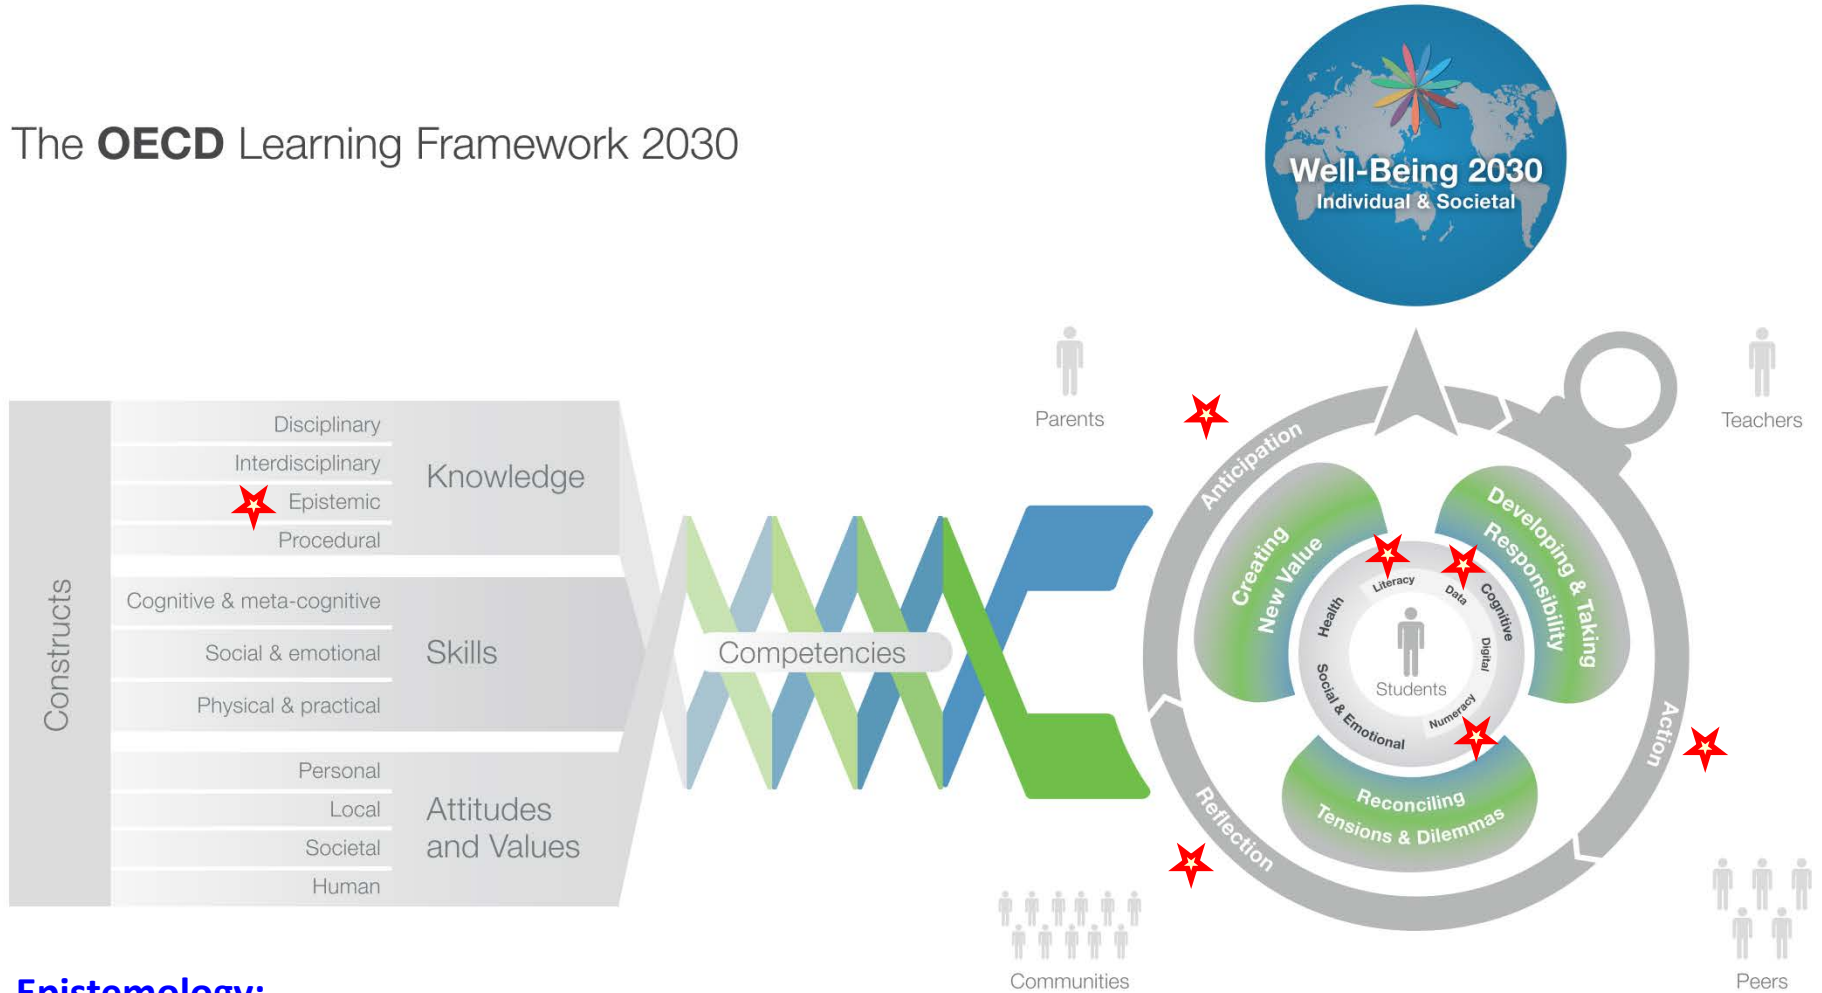 The OECD Learning Framework 2030
Well-Being 2030
Individual & Societal
Constructs
Disciplinary
Interdisciplinary
Epistemic
Procedural
Knowledge
Cognitive & meta-cognitive
Social & emotional
Physical & practical
Skills
Personal
Local
Societal
Human
Attitudes
and Values
Competencies
Parents
Teachers
Anticipation
Action
Reflection
Creating
New Value
Developing & Taking
Responsibility
Reconciling
Tensions & Dilemmas
Literacy
Data
Cognitive
Digital
Numeracy
Social & Emotional
Health
Students
Communities
Peers
Epistemology: